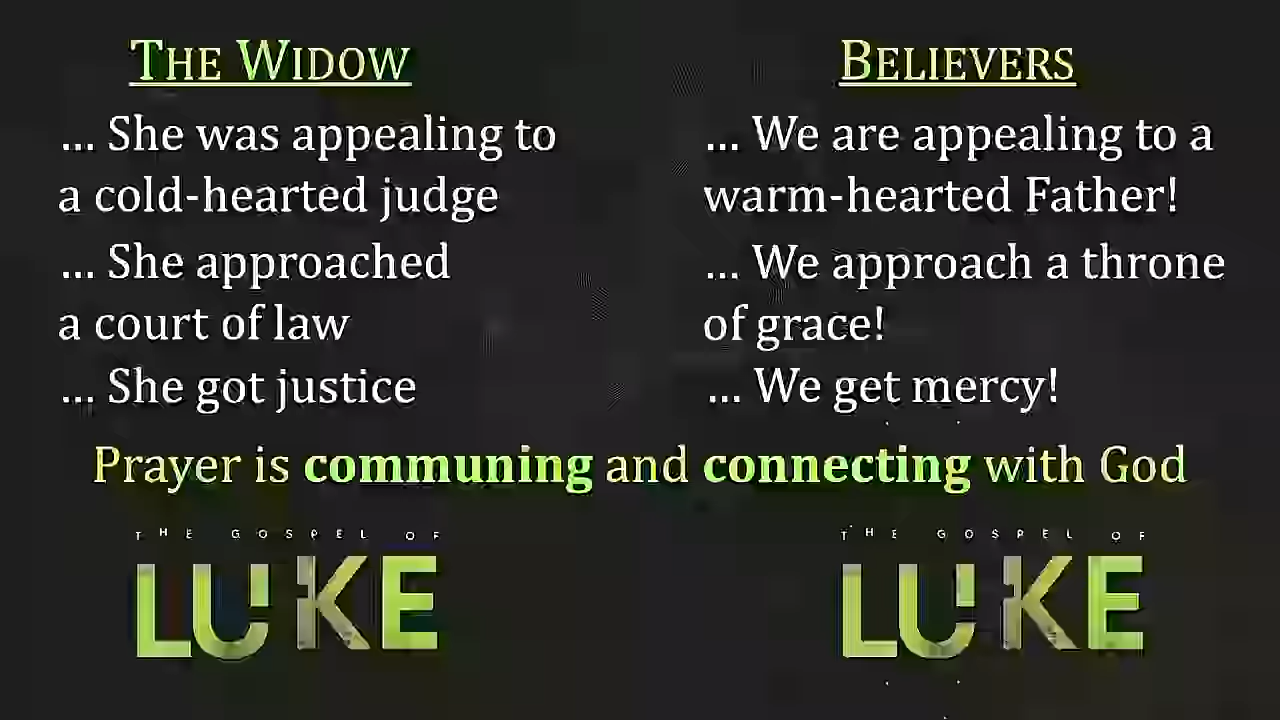 THE WIDOW
... She was appealing to
a cold-hearted judge
... She approached
a court of law
... She got justice
BELIEVERS
... We are appealing to a
warm-hearted Father!
... We approach a throne
of grace!
... We get mercy!
Prayer is communing and connecting with God
THE GOSPEL OF
LUKE
THE GOSPEL OF
LUKE